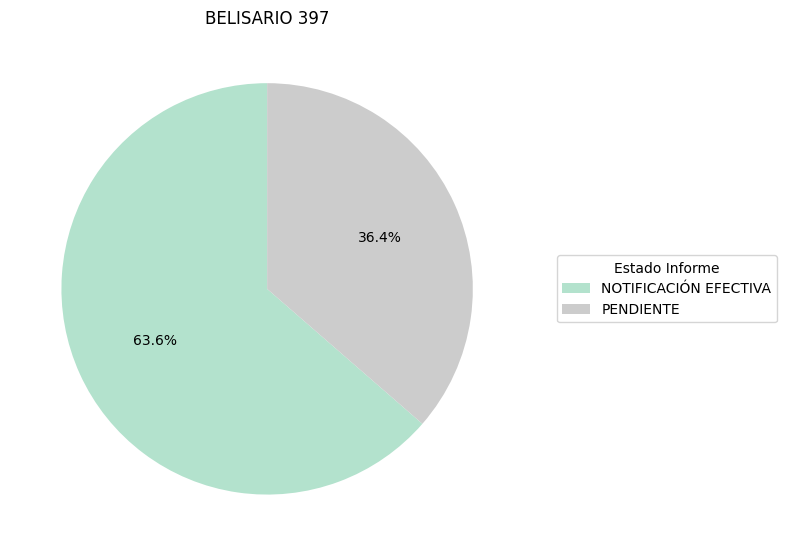 BELISARIO 397
36.4%
63.6%
Estado Informe
NOTIFICACIÓN EFECTIVA
PENDIENTE